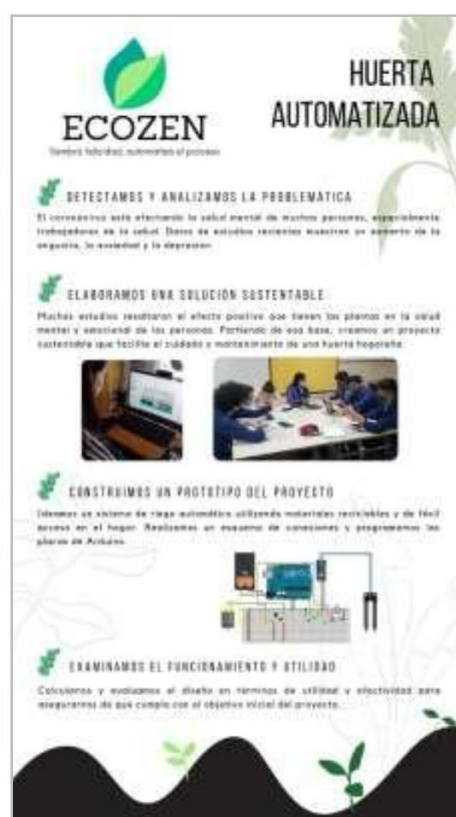 HUERTA
AUTOMATIZADA
ECOZEN
Sembrá felicidad, automatizá el proceso
DETECTAMOS Y ANALIZAMOS LA PROBLEMÁTICA
El coronavirus está afectando la salud mental de muchas personas, especialmente
trabajadores de la salud. Datos de estudios recientes muestran un aumento de la
angustia, la ansiedad y la depresión.
ELABORAMOS UNA SOLUCIÓN SUSTENTABLE
Muchos estudios resaltaron el efecto positivo que tienen las plantas en la salud
mental y emocional de las personas. Partiendo de esa base, creamos un proyecto
sustentable que facilite el cuidado y mantenimiento de una huerta hogareña.
CONSTRUIMOS UN PROTOTIPO DEL PROYECTO
Ideamos un sistema de riego automático utilizando materiales reciclables y de fácil
acceso en el hogar. Realizamos un esquema de conexiones y programamos las
placas de Arduino.
EXAMINAMOS EL FUNCIONAMIENTO Y UTILIDAD
Calculamos y evaluamos el diseño en términos de utilidad y efectividad para
asegurarnos de que cumpla con el objetivo inicial del proyecto.